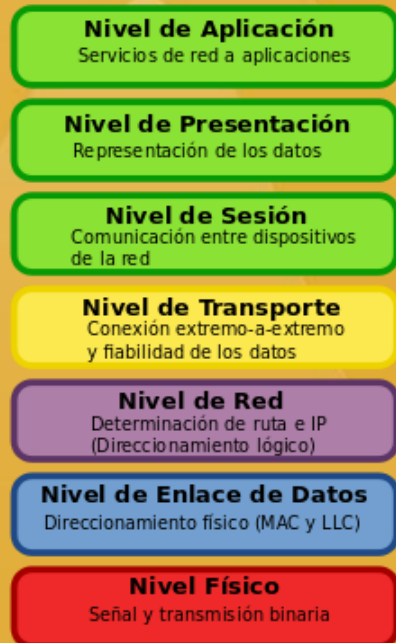 Nivel de Aplicación
Servicios de red a aplicaciones
Nivel de Presentación
Representación de los datos
Nivel de Sesión
Comunicación entre dispositivos
de la red
Nivel de Transporte
Conexión extremo-a-extremo
y fiabilidad de los datos
Nivel de Red
Determinación de ruta e IP
(Direccionamiento lógico)
Nivel de Enlace de Datos
Direccionamiento físico (MAC y LLC)
Nivel Físico
Señal y transmisión binaria